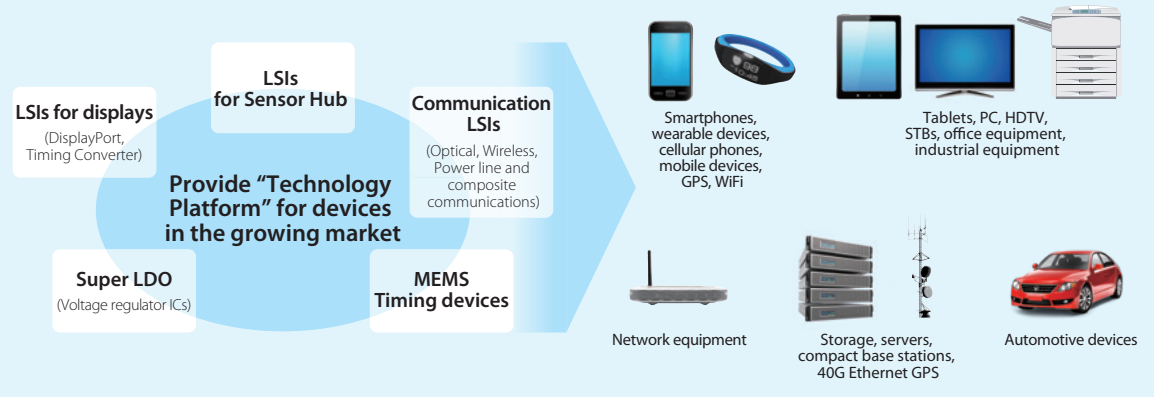 LSIs
for Sensor Hub
LSIs for displays
(DisplayPort,
Timing Converter)
Communication
LSIs
(Optical, Wireless,
Power line and
composite
communications)
Provide “Technology
Platform” for devices
in the growing market
Super LDO
(Voltage regulator ICs)
MEMS
Timing devices
98
Smartphones,
wearable devices,
cellular phones,
mobile devices,
GPS, WiFi
Tablets, PC, HDTV,
STBs, office equipment,
industrial equipment
Network equipment
Storage, servers,
compact base stations,
40G Ethernet GPS
Automotive devices